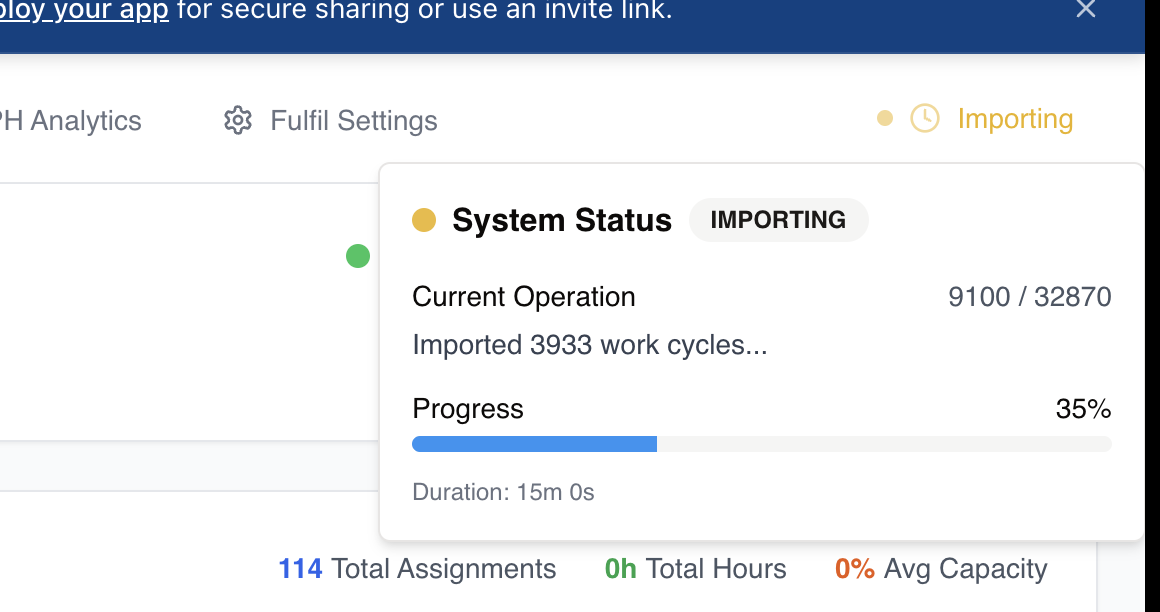 ploy your app for secure sharing or use an invite link.
PH Analytics Fulfil Settings Importing
System Status IMPORTING
Current Operation 9100 / 32870
Imported 3933 work cycles...
Progress 35%
Duration: 15m 0s
114 Total Assignments 0h Total Hours 0% Avg Capacity